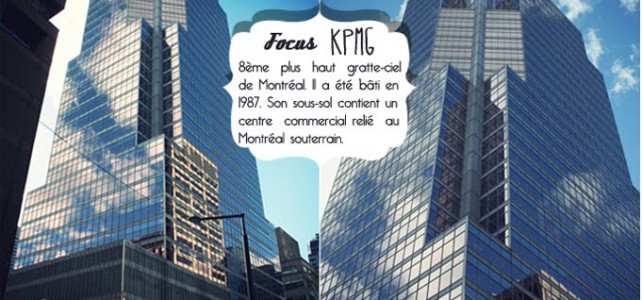 Focus KPMG
8ème plus haut gratte-ciel
de Montréal. Il a été bâti en
1987. Son sous-sol contient un
centre commercial relié au
Montréal souterrain.